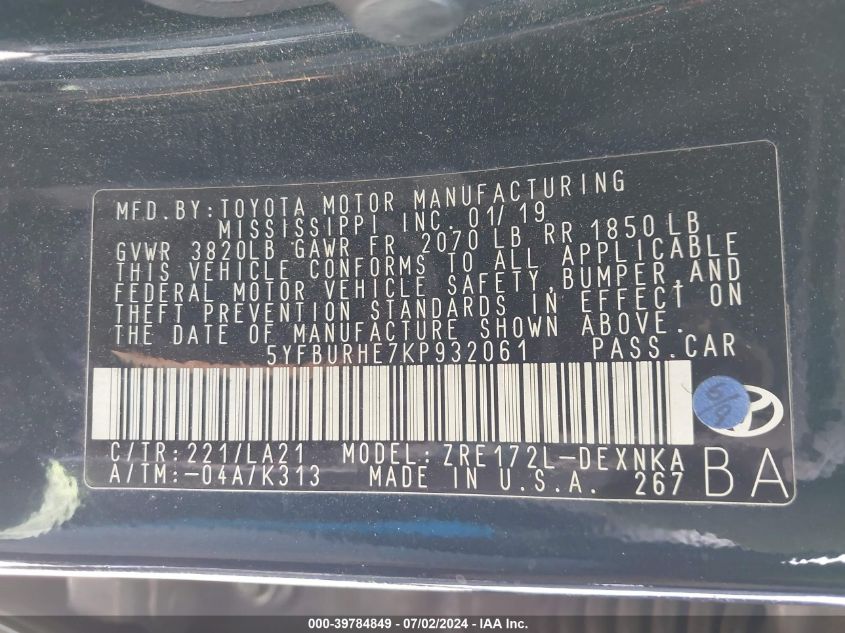 MFD.BY:TOYOTA MOTOR MANUFACTURING
MISSISSIPPI INC. 01/19
GVWR 3820LB GAWR FR 2070 LB RR 1850 LB
THIS VEHICLE CONFORMS TO ALL APPLICABLE
FEDERAL MOTOR VEHICLE SAFETY,BUMPER,AND
THEFT PREVENTION STANDARDS IN EFFECT ON
THE DATE OF MANUFACTURE SHOWN ABOVE.
5YFBURHE7KP932061 PASS.CAR
C/TR:221/LA21 MODEL:ZRE172L-DEXNKA
A/TM:-04A/K313 MADE IN U.S.A. 267 BA
000-39784849 - 07/02/2024 - IAA Inc.